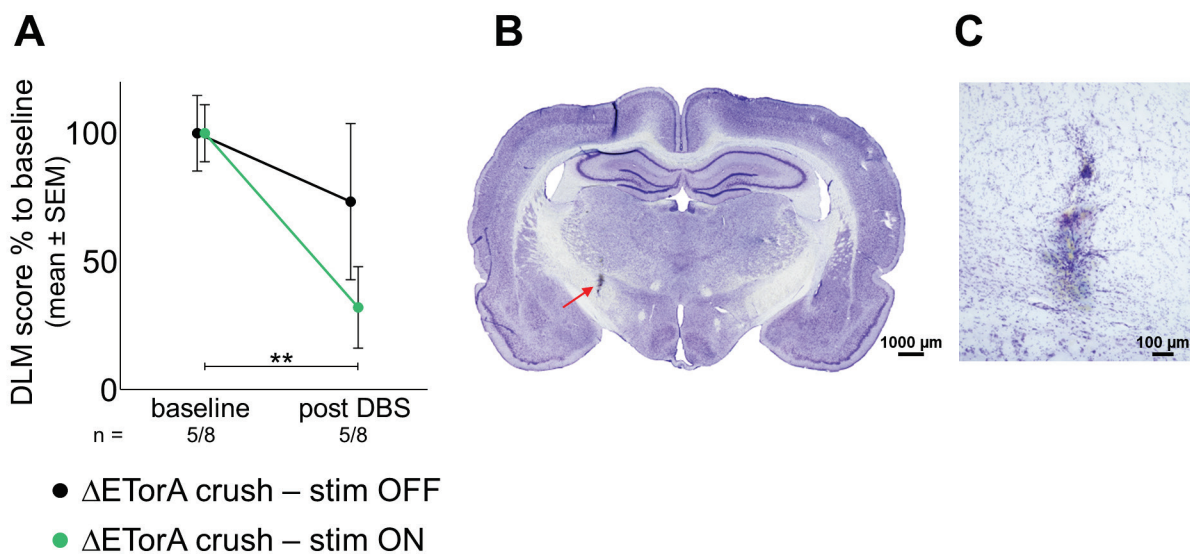 A
B
C
DLM score % to baseline
(mean ± SEM)
100
50
0
**
baseline
post DBS
n =
5/8
5/8
1000 µm
100 µm
ΔETorA crush – stim OFF
ΔETorA crush – stim ON